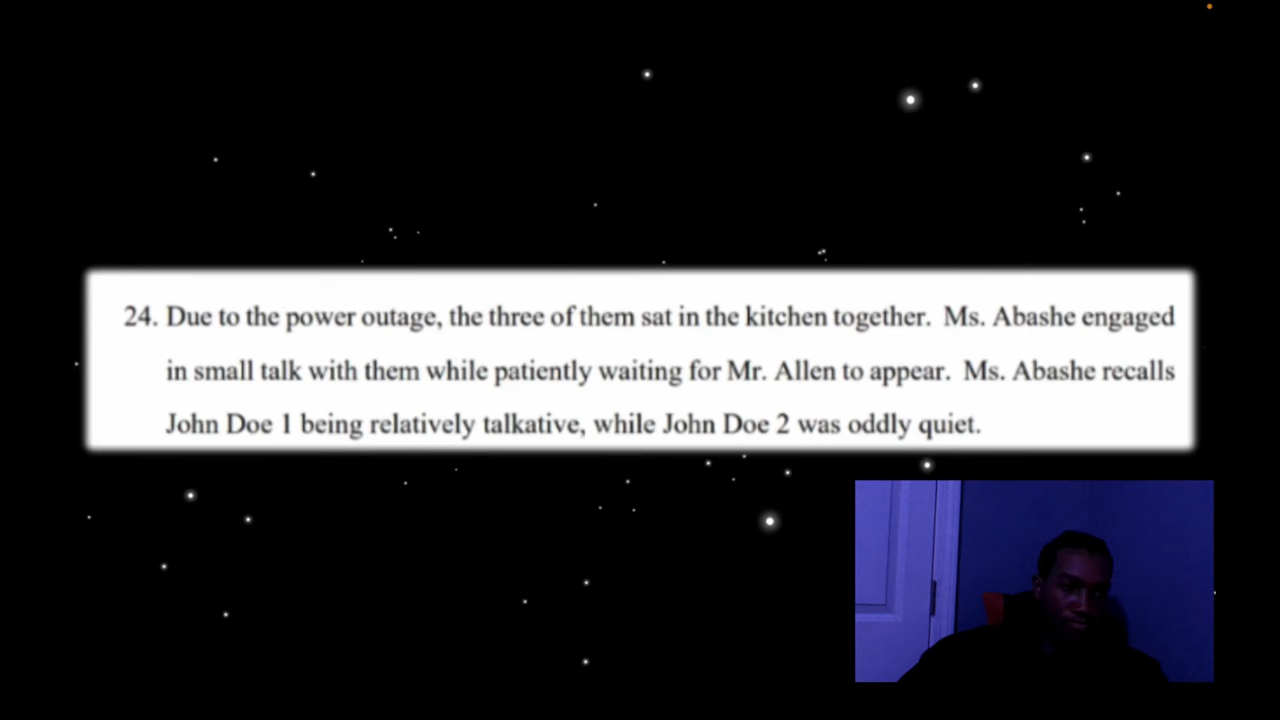 24. Due to the power outage, the three of them sat in the kitchen together. Ms. Abashe engaged
in small talk with them while patiently waiting for Mr. Allen to appear. Ms. Abashe recalls
John Doe 1 being relatively talkative, while John Doe 2 was oddly quiet.